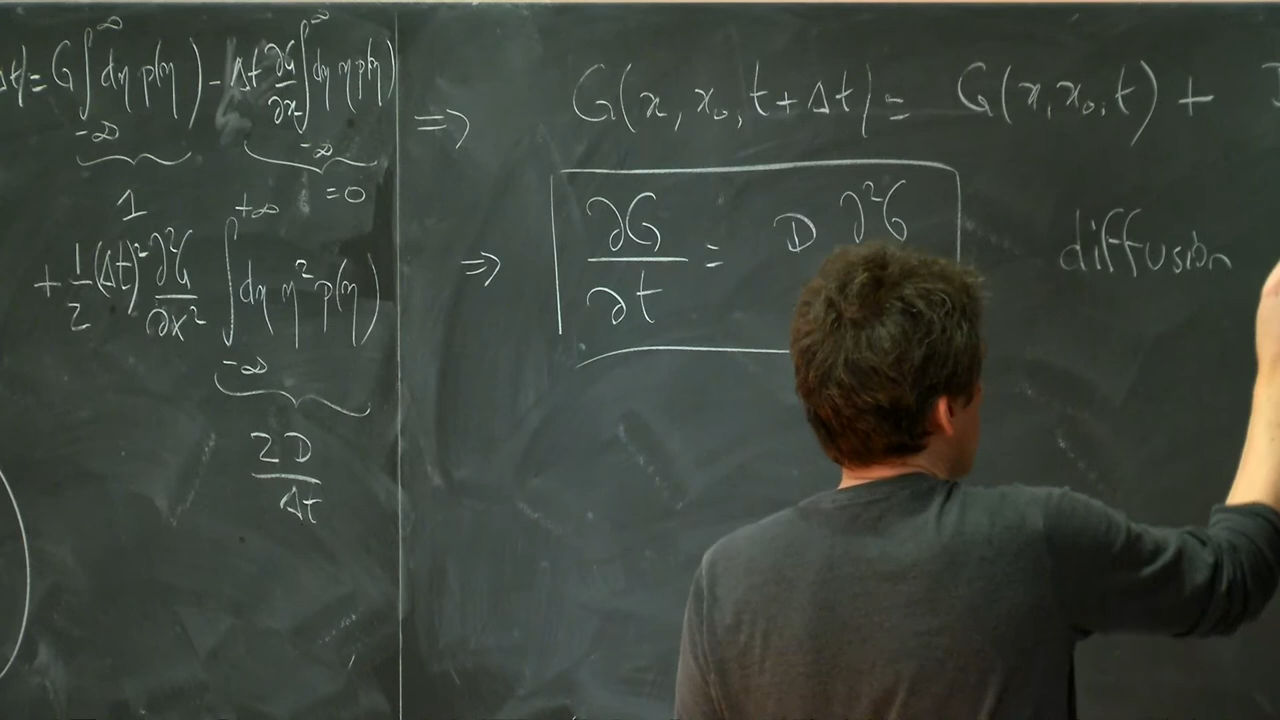 Δt) = G ∫_{-∞}^{∞} dη p(η) - Δt ∂G/∂x ∫_{-∞}^{∞} dη η p(η)
1
= 0
+ 1/2 (Δt)² ∂²G/∂x² ∫_{-∞}^{+∞} dη η² p(η)
2D/Δt
⇒ G(x, x₀, t+Δt) = G(x, x₀, t) +
⇒ ∂G/∂t = D ∂²G
diffusion